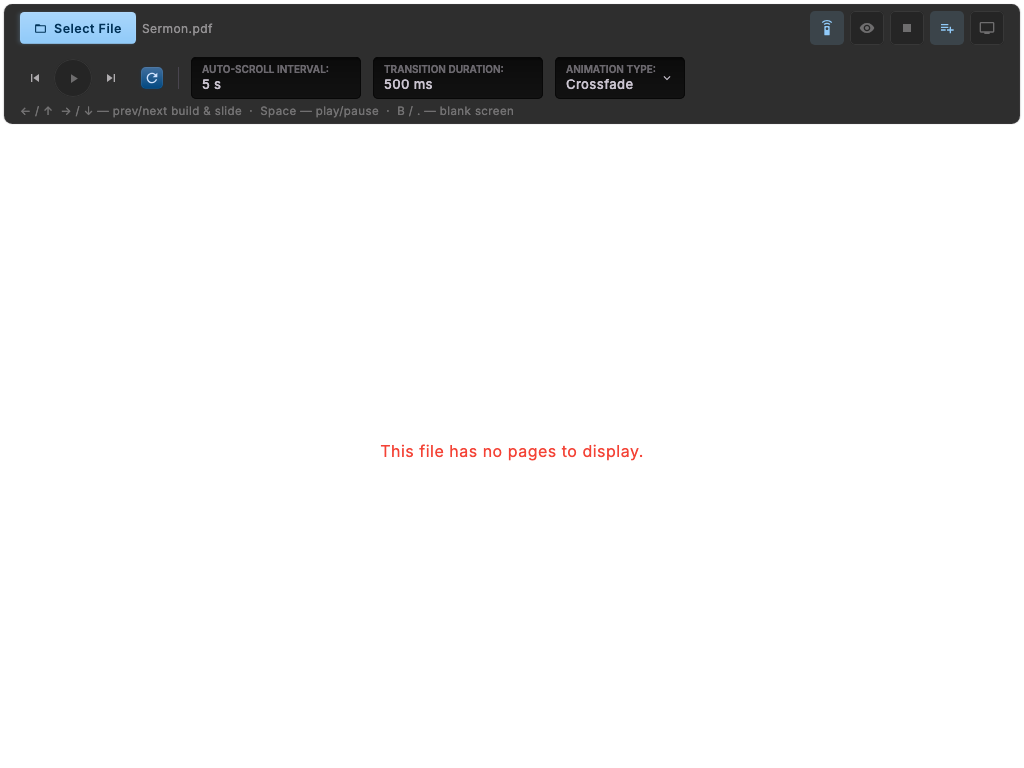 Select File
Sermon.pdf
AUTO-SCROLL INTERVAL:
5 s
TRANSITION DURATION:
500 ms
ANIMATION TYPE:
Crossfade
← / ↑ → / ↓ — prev/next build & slide · Space — play/pause · B / . — blank screen
This file has no pages to display.